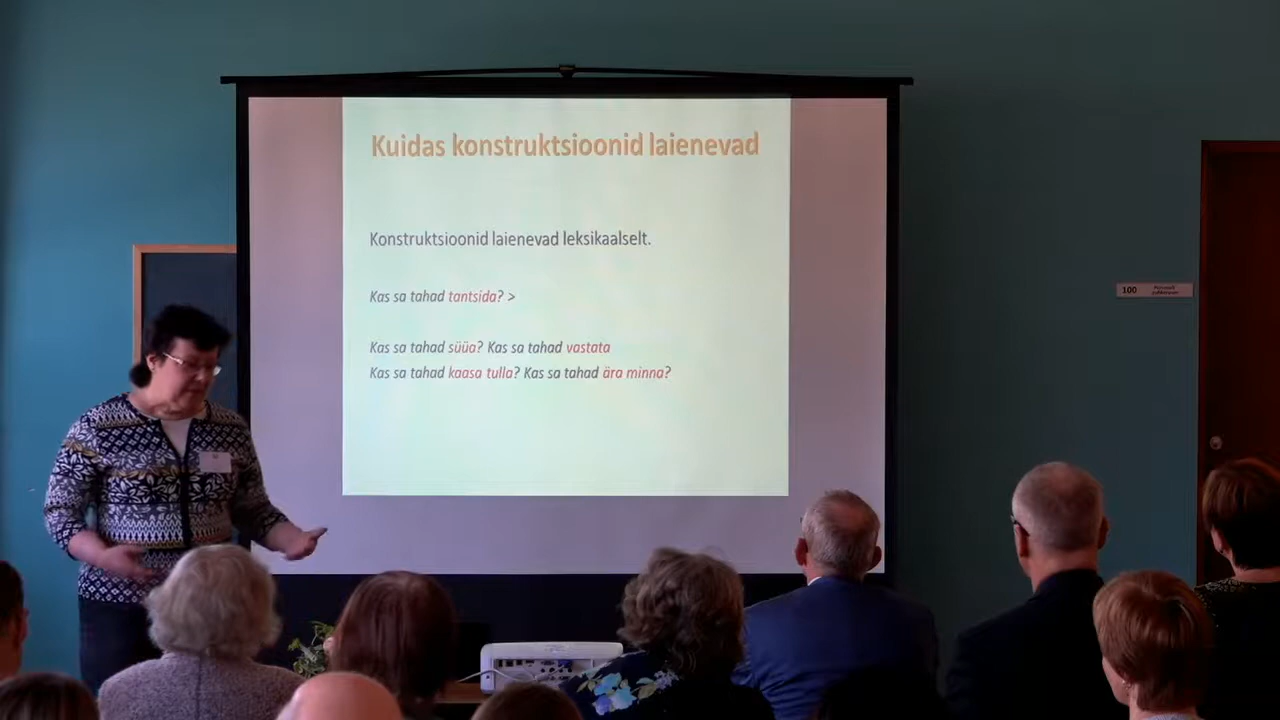 Kuidas konstruktsioonid laienevad
Konstruktsioonid laienevad leksikaalselt.
Kas sa tahad tantsida? >
Kas sa tahad süüa? Kas sa tahad vastata
Kas sa tahad kaasa tulla? Kas sa tahad ära minna?
100